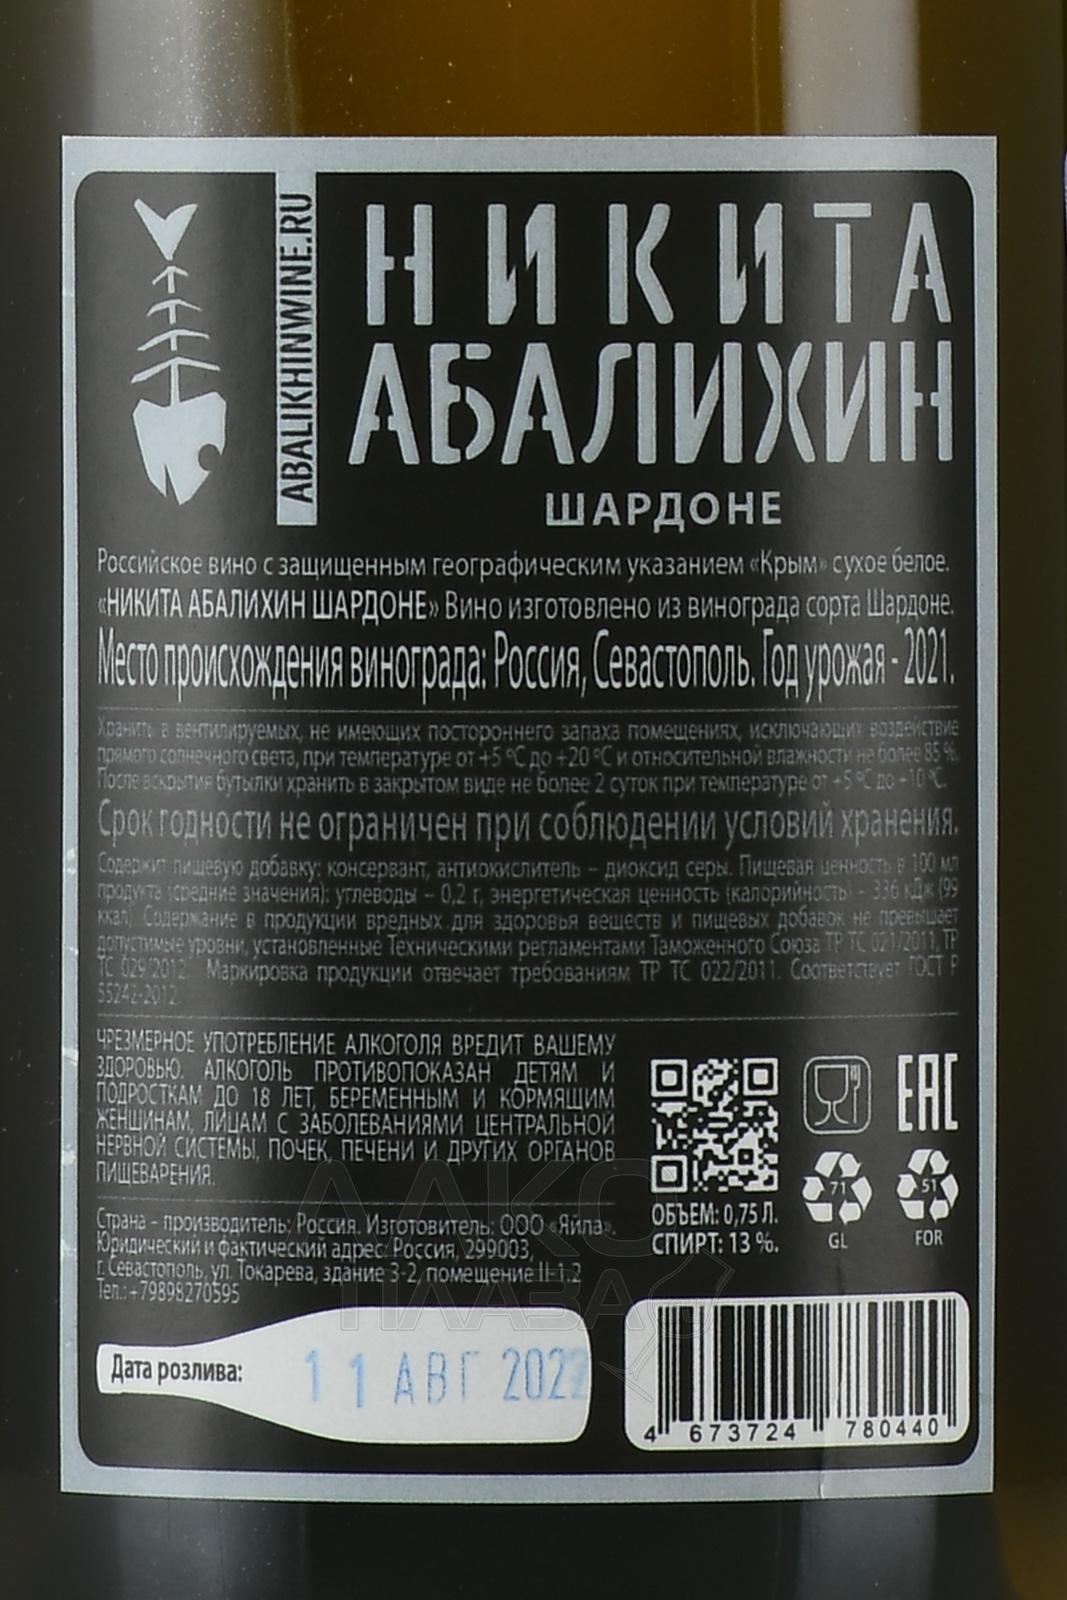 НИКИТА
АБАЛИХИН
ШАРДОНЕ
ABALIKHINWINE.RU
Российское вино с защищенным географическим указанием «Крым» сухое белое.
«НИКИТА АБАЛИХИН ШАРДОНЕ» Вино изготовлено из винограда сорта Шардоне.
Место происхождения винограда: Россия, Севастополь. Год урожая - 2021.
Хранить в вентилируемых, не имеющих постороннего запаха помещениях, исключающих воздействие
прямого солнечного света, при температуре от +5 ºC до +20 ºC и относительной влажности не более 85 %.
После вскрытия бутылки хранить в закрытом виде не более 2 суток при температуре от +5 ºC до +10 ºC.
Срок годности не ограничен при соблюдении условий хранения.
Содержит пищевую добавку: консервант, антиокислитель – диоксид серы. Пищевая ценность в 100 мл
продукта (средние значения): углеводы – 0,2 г, энергетическая ценность (калорийность) – 336 кДж (99
ккал). Содержание в продукции вредных для здоровья веществ и пищевых добавок не превышает
допустимые уровни, установленные Техническими регламентами Таможенного Союза ТР ТС 021/2011, ТР
ТС 029/2012. Маркировка продукции отвечает требованиям ТР ТС 022/2011. Соответствует ГОСТ Р
55242-2012.
ЧРЕЗМЕРНОЕ УПОТРЕБЛЕНИЕ АЛКОГОЛЯ ВРЕДИТ ВАШЕМУ
ЗДОРОВЬЮ. АЛКОГОЛЬ ПРОТИВОПОКАЗАН ДЕТЯМ И
ПОДРОСТКАМ ДО 18 ЛЕТ, БЕРЕМЕННЫМ И КОРМЯЩИМ
ЖЕНЩИНАМ, ЛИЦАМ С ЗАБОЛЕВАНИЯМИ ЦЕНТРАЛЬНОЙ
НЕРВНОЙ СИСТЕМЫ, ПОЧЕК, ПЕЧЕНИ И ДРУГИХ ОРГАНОВ
ПИЩЕВАРЕНИЯ.
Страна - производитель: Россия. Изготовитель: ООО «Яйла».
Юридический и фактический адрес: Россия, 299003,
г. Севастополь, ул. Токарева, здание 3-2, помещение II-1.2
Тел.: +79898270595
ОБЪЕМ: 0,75 Л.
СПИРТ: 13 %.
EAC
71
GL
51
FOR
Дата розлива:
11 АВГ 2022
4 673724 780440
АЛКО
ПЛАЗА